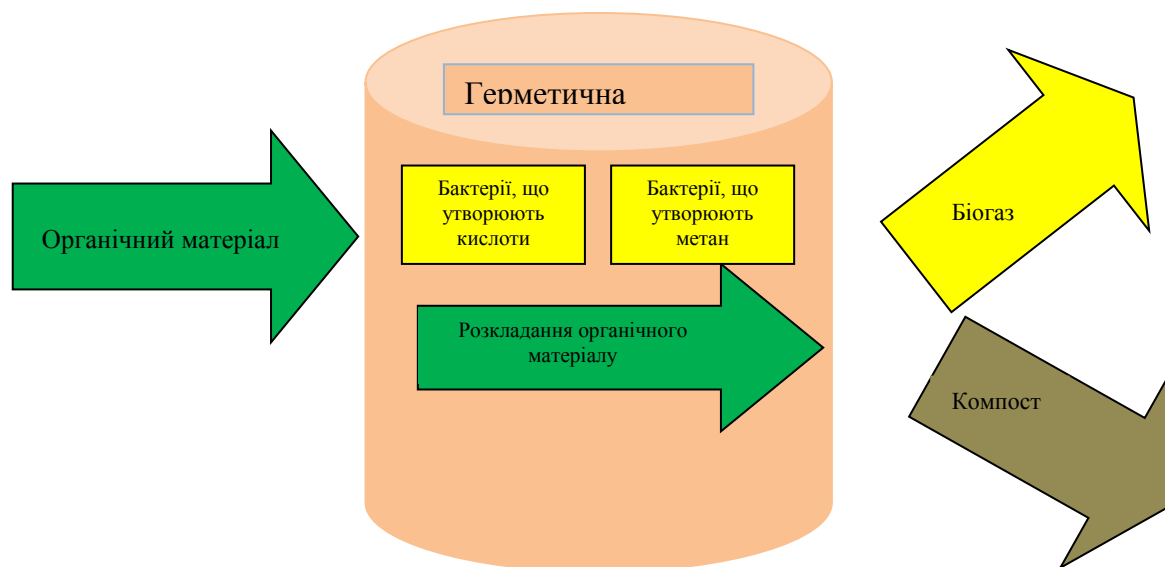 Герметична
Бактерії, що
утворюють
кислоти
Бактерії, що
утворюють
метан
Органічний матеріал
Біогаз
Розкладання органічного
матеріалу
Компост